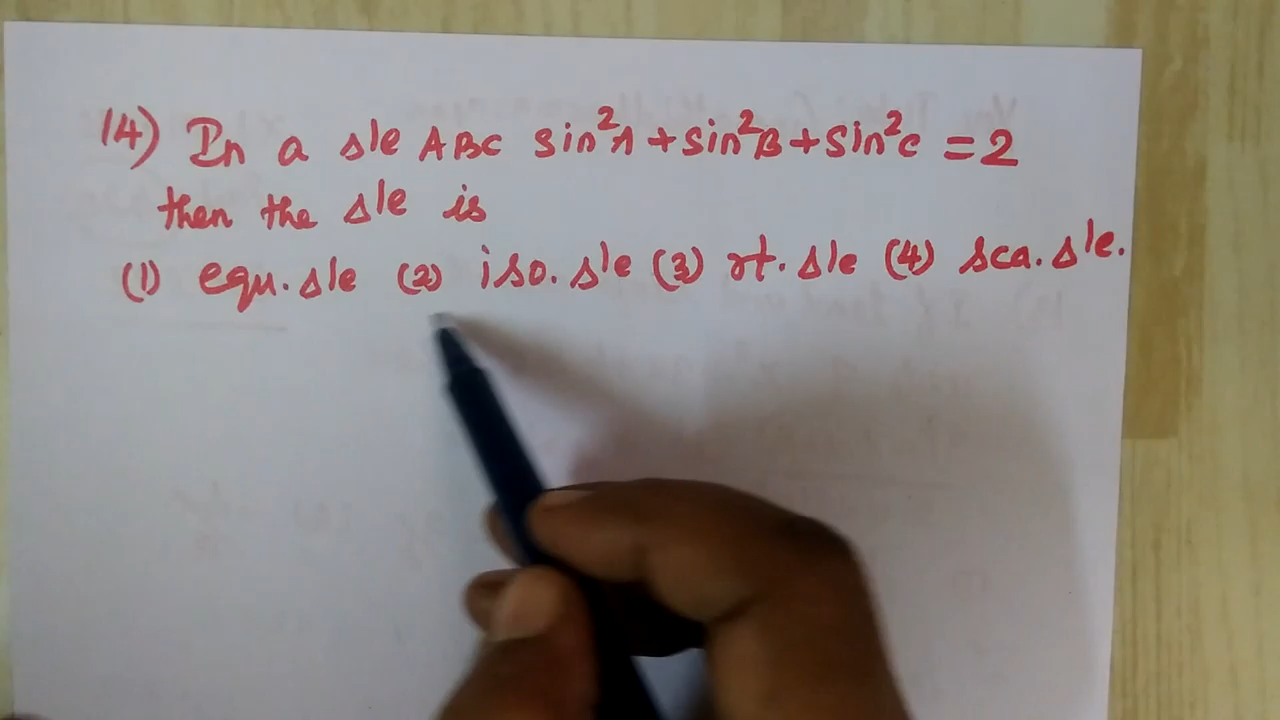 14) In a Δle ABC sin²A + sin²B + sin²C = 2
then the Δle is
(1) equ. Δle (2) iso. Δle (3) rt. Δle (4) sca. Δle.